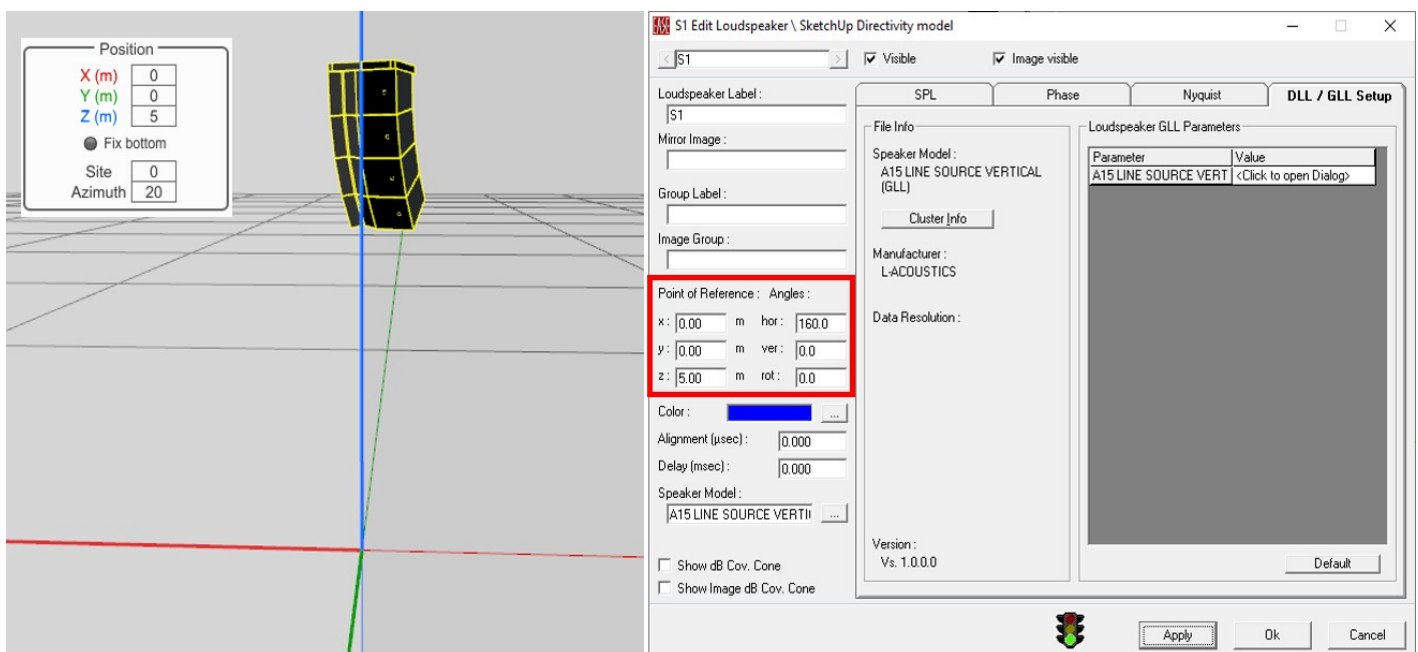 Position
X (m) 0
Y (m) 0
Z (m) 5
Fix bottom
Site 0
Azimuth 20
EASE S1 Edit Loudspeaker \ SketchUp Directivity model
< S1 >
Visible
Image visible
Loudspeaker Label :
S1
Mirror Image :
Group Label :
Image Group :
Point of Reference : Angles :
x : 0.00 m hor : 160.0
y : 0.00 m ver : 0.0
z : 5.00 m rot : 0.0
Color : ...
Alignment (µsec) : 0.000
Delay (msec) : 0.000
Speaker Model :
A15 LINE SOURCE VERTI ...
Show dB Cov. Cone
Show Image dB Cov. Cone
SPL Phase Nyquist DLL / GLL Setup
File Info
Speaker Model :
A15 LINE SOURCE VERTICAL
(GLL)
Cluster Info
Manufacturer :
L-ACOUSTICS
Data Resolution :
Version :
Vs. 1.0.0.0
Loudspeaker GLL Parameters
Parameter Value
A15 LINE SOURCE VERT <Click to open Dialog>
Default
Apply Ok Cancel